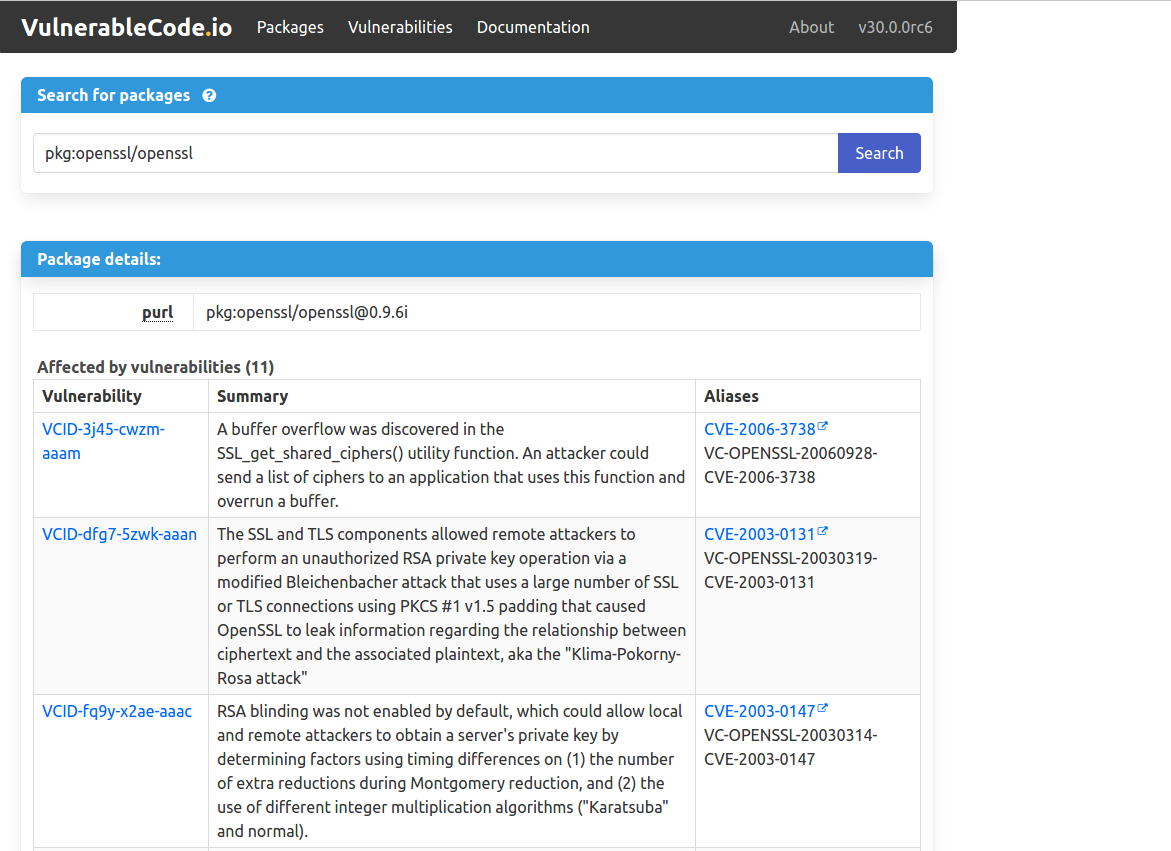 VulnerableCode.io Packages Vulnerabilities Documentation About v30.0.0rc6
Search for packages ?
pkg:openssl/openssl Search
Package details:
purl pkg:openssl/openssl@0.9.6i
Affected by vulnerabilities (11)
Vulnerability Summary Aliases
VCID-3j45-cwzm-
aaam
A buffer overflow was discovered in the
SSL_get_shared_ciphers() utility function. An attacker could
send a list of ciphers to an application that uses this function and
overrun a buffer.
CVE-2006-3738
VC-OPENSSL-20060928-
CVE-2006-3738
VCID-dfg7-5zwk-aaan
The SSL and TLS components allowed remote attackers to
perform an unauthorized RSA private key operation via a
modified Bleichenbacher attack that uses a large number of SSL
or TLS connections using PKCS #1 v1.5 padding that caused
OpenSSL to leak information regarding the relationship between
ciphertext and the associated plaintext, aka the "Klima-Pokorny-
Rosa attack"
CVE-2003-0131
VC-OPENSSL-20030319-
CVE-2003-0131
VCID-fq9y-x2ae-aaac
RSA blinding was not enabled by default, which could allow local
and remote attackers to obtain a server's private key by
determining factors using timing differences on (1) the number
of extra reductions during Montgomery reduction, and (2) the
use of different integer multiplication algorithms ("Karatsuba"
and normal).
CVE-2003-0147
VC-OPENSSL-20030314-
CVE-2003-0147